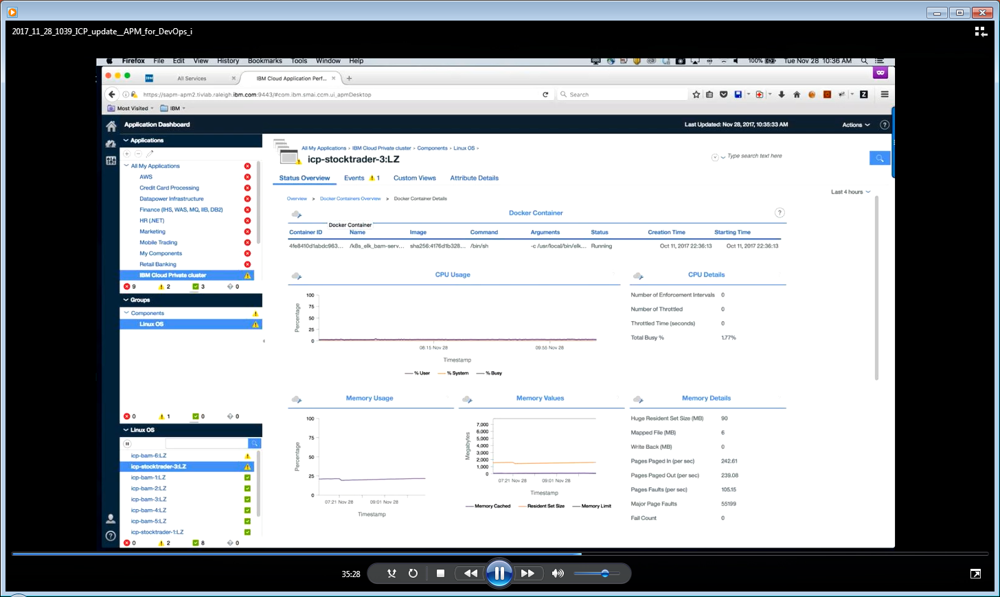 2017_11_28_1039_ICP_update__APM_for_DevOps_i
Firefox File Edit View History Bookmarks Tools Window Help 100% Tue Nov 28 10:36 AM
All Services IBM Cloud Application Perf...
https://sapm-apm2.tivlab.raleigh.ibm.com:9443/#com.ibm.smai.ccm.ui_apmDesktop Search
Most Visited IBM
Application Dashboard Last Updated: Nov 28, 2017, 10:35:33 AM Actions
Applications
All My Applications
AWS
Credit Card Processing
Datapower Infrastructure
Finance (IHS, WAS, MQ, IIB, DB2)
HR (.NET)
Marketing
Mobile Trading
My Components
Retail Banking
IBM Cloud Private cluster
9 2 3 0
Groups
Components
Linux OS
0 1 0 0
Linux OS
icp-bam-6:LZ
icp-stocktrader-3:LZ
icp-bam-1:LZ
icp-bam-2:LZ
icp-bam-3:LZ
icp-bam-4:LZ
icp-bam-5:LZ
icp-stocktrader-1:LZ
0 2 8 0
All My Applications > IBM Cloud Private cluster > Components > Linux OS >
icp-stocktrader-3:LZ
Type search text here
Status Overview Events 1 Custom Views Attribute Details
Last 4 hours
Overview > Docker Containers Overview > Docker Container Details
Docker Container
Docker Container
Container ID Name Image Command Arguments Status Creation Time Starting Time
4fe8410d1abdc963... /k8s_elk_bam-serv... sha256:4176d1b328... /bin/sh -c /usr/local/bin/elk... Running Oct 11, 2017 22:36:13 Oct 11, 2017 22:36:13
CPU Usage
100
75
50
25
0
Percentage
08:15 Nov 28 09:55 Nov 28
Timestamp
% User % System % Busy
CPU Details
Number of Enforcement Intervals 0
Number of Throttled 0
Throttled Time (seconds) 0
Total Busy % 1.77%
Memory Usage
100
75
50
25
0
Percentage
07:21 Nov 28 09:01 Nov 28
Timestamp
Memory Values
7,000
6,000
5,000
4,000
3,000
2,000
1,000
0
Megabytes
07:21 Nov 28 09:01 Nov 28
Timestamp
Memory Cached Resident Set Size Memory Limit
Memory Details
Huge Resident Set Size (MB) 90
Mapped File (MB) 6
Write Back (MB) 0
Pages Paged In (per sec) 242.61
Pages Paged Out (per sec) 239.08
Pages Faults (per sec) 105.15
Major Page Faults 55199
Fail Count 0
35:28